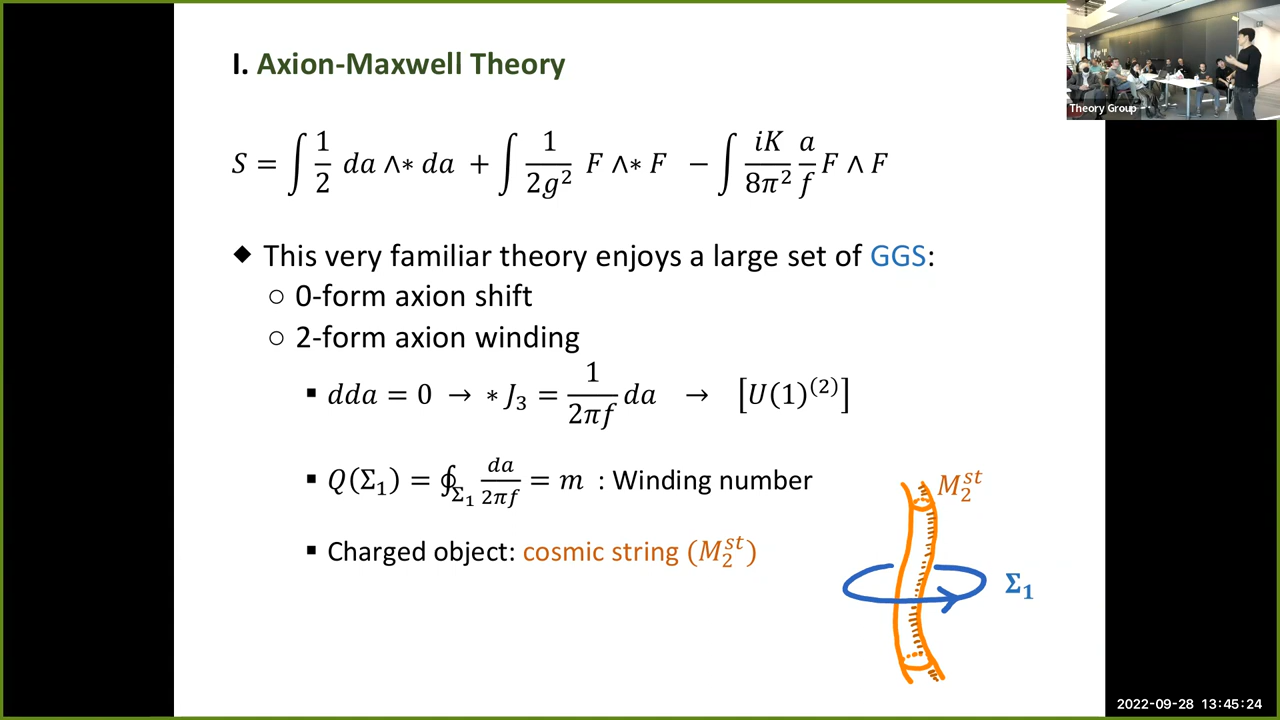 I. Axion-Maxwell Theory
S = ∫ 1/2 da ∧* da + ∫ 1/2g² F ∧* F − ∫ iK/8π² a/f F ∧ F
◆ This very familiar theory enjoys a large set of GGS:
○ 0-form axion shift
○ 2-form axion winding
▪ dda = 0 → * J₃ = 1/2πf da → [U(1)⁽²⁾]
▪ Q(Σ₁) = ∮_Σ₁ da/2πf = m : Winding number
▪ Charged object: cosmic string (M₂ˢᵗ)
M₂ˢᵗ
Σ₁
Theory Group
2022-09-28 13:45:24